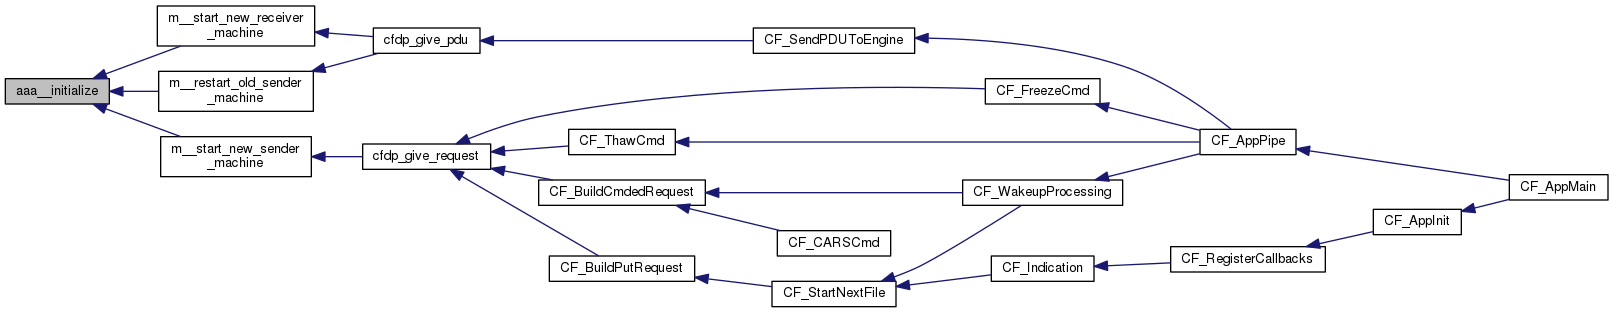 aaa__initialize
m__start_new_receiver
_machine
m__restart_old_sender
_machine
m__start_new_sender
_machine
cfdp_give_pdu
cfdp_give_request
CF_SendPDUToEngine
CF_FreezeCmd
CF_ThawCmd
CF_BuildCmdedRequest
CF_BuildPutRequest
CF_CARSCmd
CF_StartNextFile
CF_WakeupProcessing
CF_Indication
CF_AppPipe
CF_RegisterCallbacks
CF_AppInit
CF_AppMain